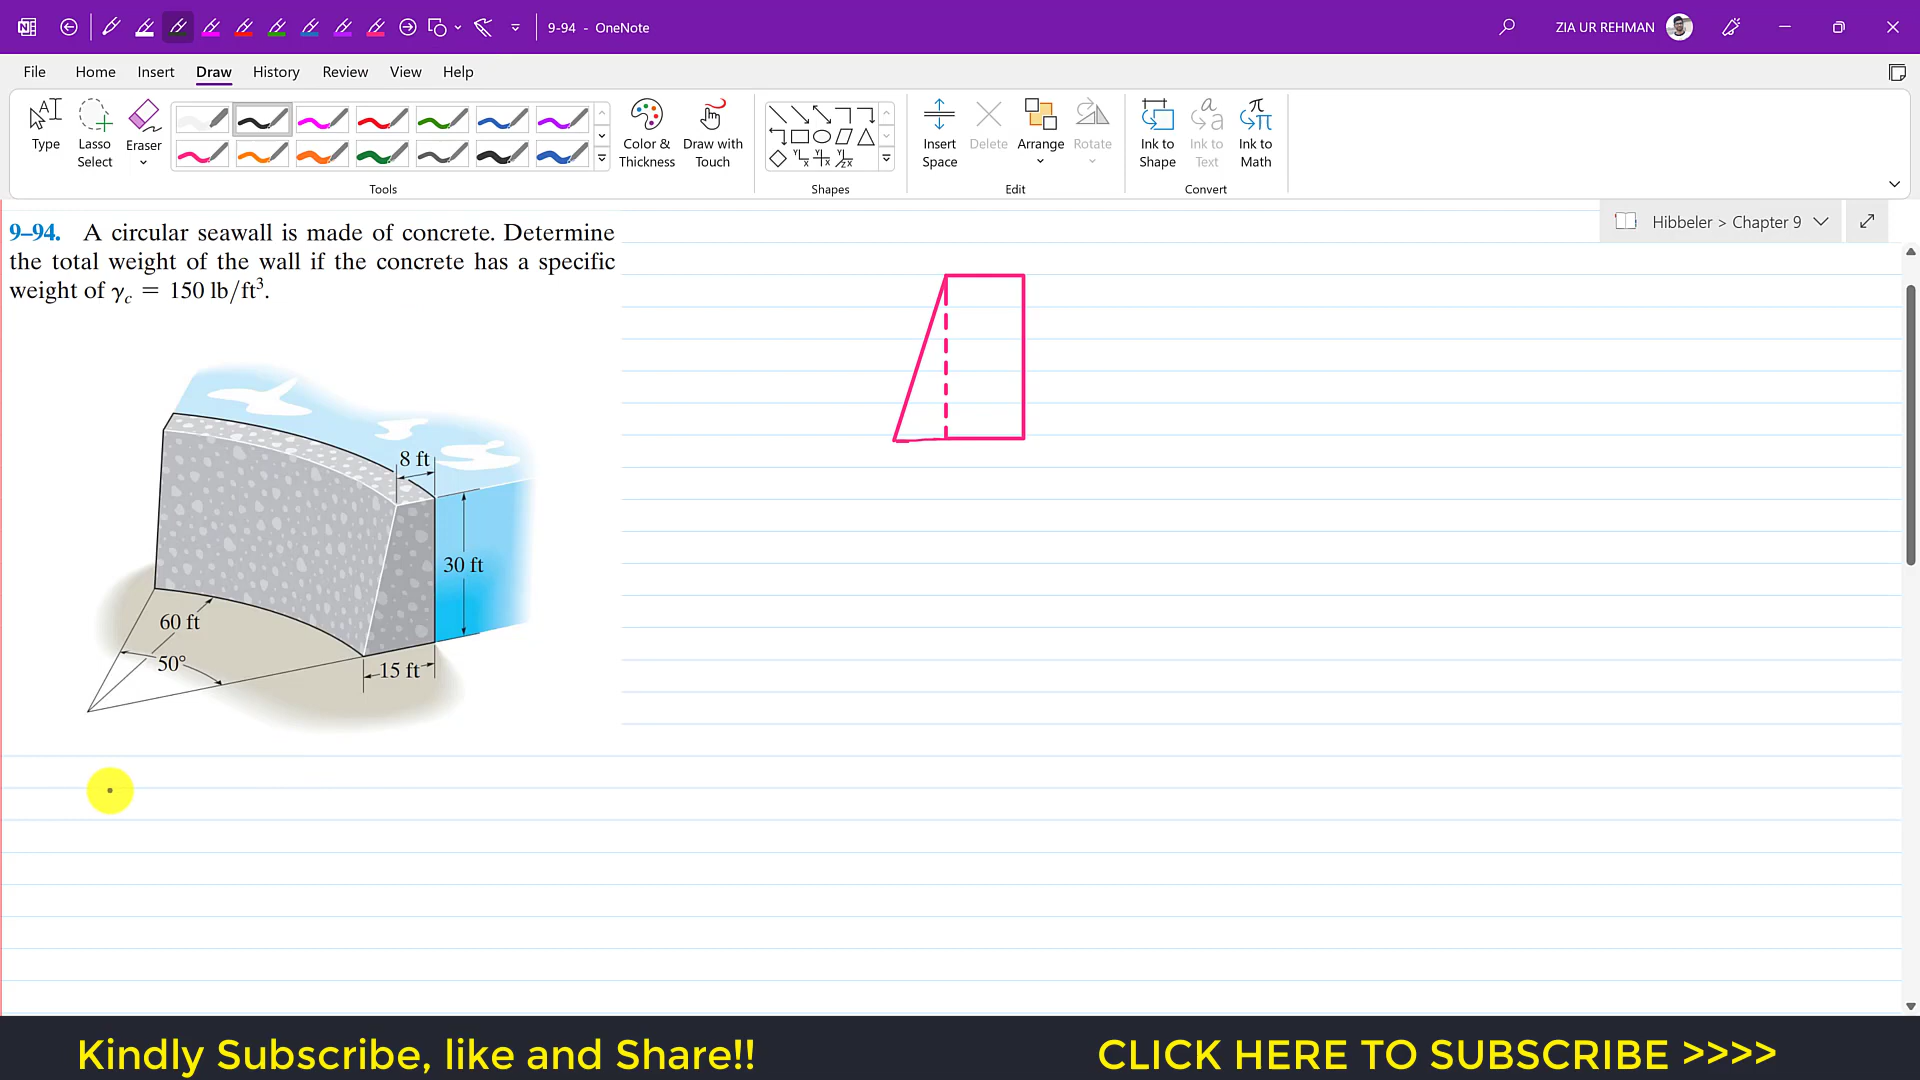 9-94 - OneNote
ZIA UR REHMAN
File Home Insert Draw History Review View Help
Type
Lasso Select
Eraser
Color & Thickness
Draw with Touch
Insert Space
Delete
Arrange
Rotate
Ink to Shape
Ink to Text
Ink to Math
Tools
Shapes
Edit
Convert
Hibbeler > Chapter 9
9–94. A circular seawall is made of concrete. Determine
the total weight of the wall if the concrete has a specific
weight of γc = 150 lb/ft³.
8 ft
30 ft
60 ft
50°
15 ft
Kindly Subscribe, like and Share!!
CLICK HERE TO SUBSCRIBE >>>>